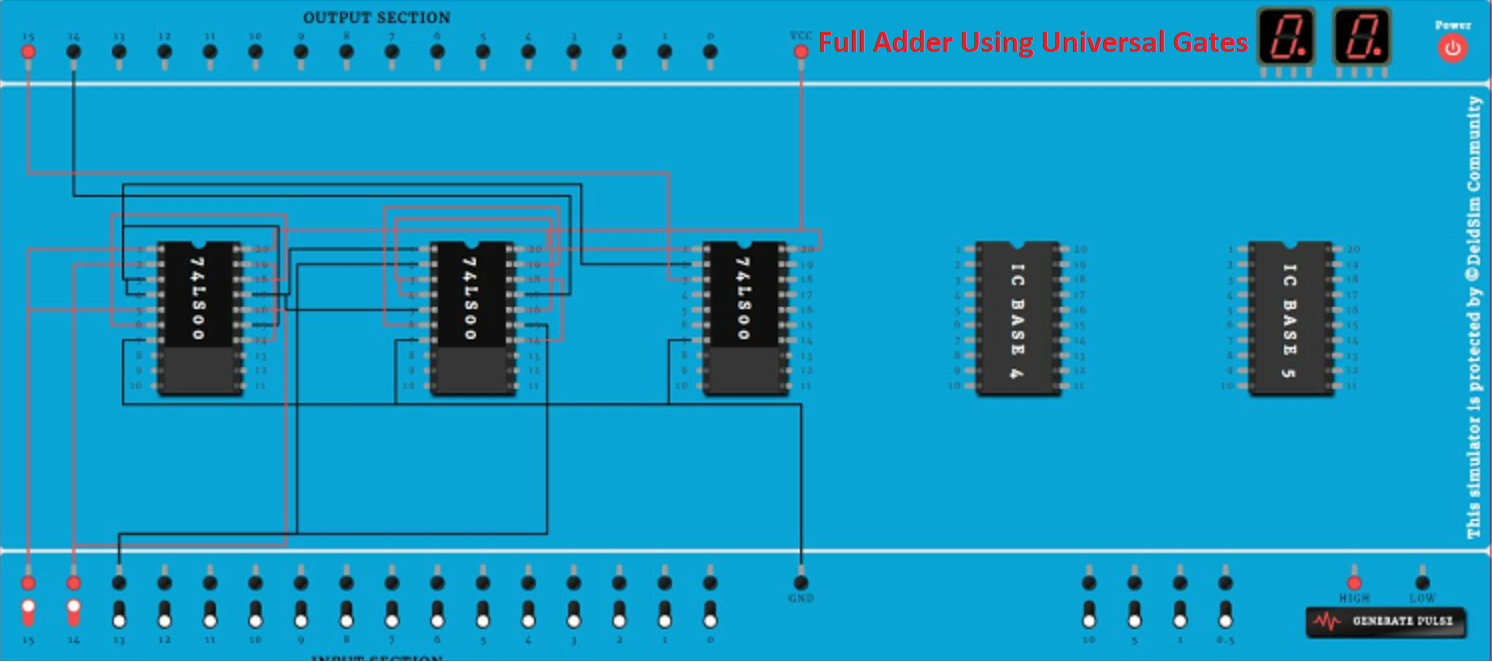 OUTPUT SECTION
15 14 13 12 11 10 9 8 7 6 5 4 3 2 1 0 VCC
Full Adder Using Universal Gates
8. 8.
Power
This simulator is protected by ©DeldSim Community
74LS00
74LS00
74LS00
IC BASE 4
IC BASE 5
1 2 3 4 5 6 7 8 9 10
20 19 18 17 16 15 14 13 12 11
GND
HIGH LOW
GENERATE PULSE
15 14 13 12 11 10 9 8 7 6 5 4 3 2 1 0
10 5 1 0.5
INPUT SECTION